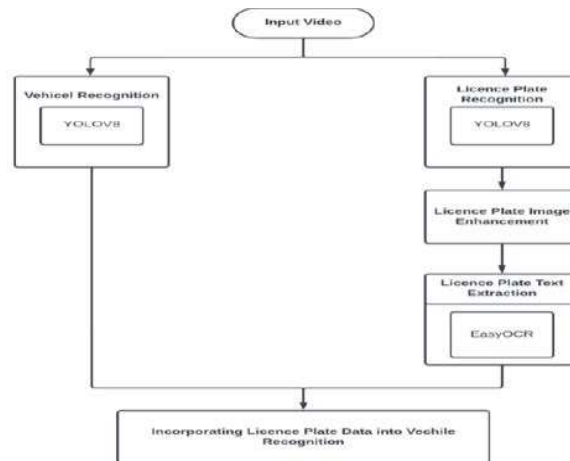 Input Video
Vehicel Recognition
YOLOV8
Licence Plate
Recognition
YOLOV8
Licence Plate Image
Enhancement
Licence Plate Text
Extraction
EasyOCR
Incorporating Licence Plate Data into Vechile
Recognition